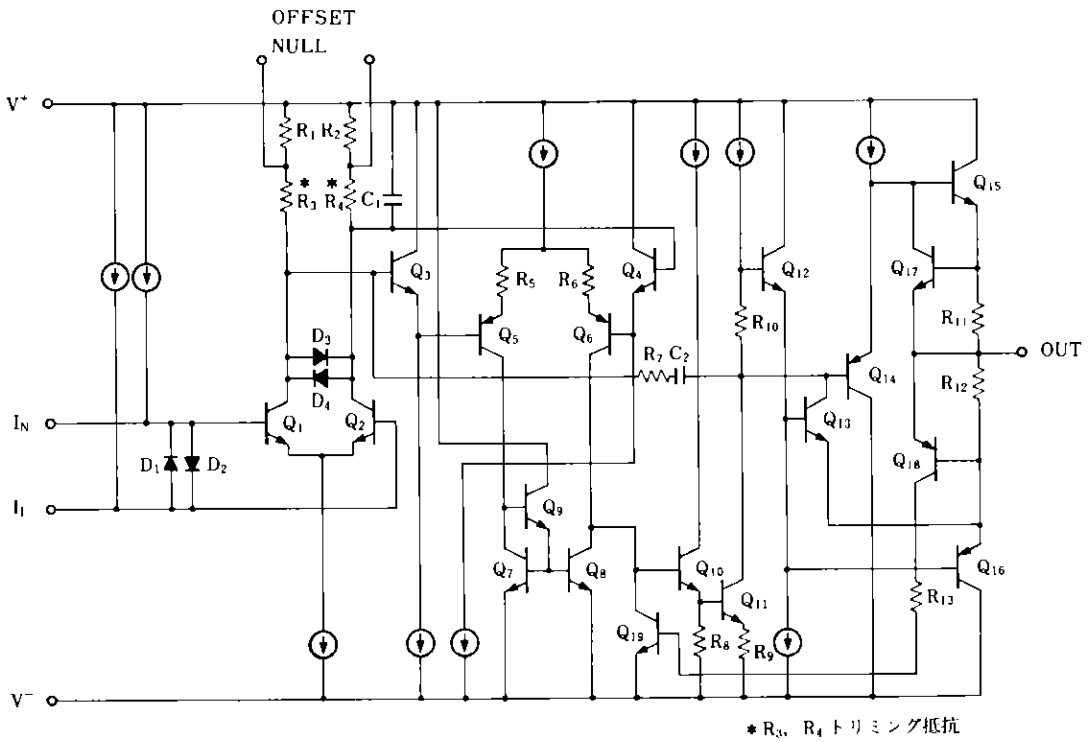 OFFSET
NULL
V⁺
R₁
R₂
*
R₃
*
R₄
C₁
Q₃
R₅
R₆
Q₄
Q₅
Q₆
Q₁₂
R₁₀
Q₁₅
Q₁₇
R₁₁
OUT
R₁₂
Q₁₄
Q₁₃
Q₁₈
R₇
C₂
D₃
D₄
I_N
Q₁
Q₂
D₁
D₂
I_I
Q₉
Q₇
Q₈
Q₁₀
Q₁₁
Q₁₆
R₁₃
Q₁₉
R₈
R₉
V⁻
* R₃, R₄ トリミング抵抗